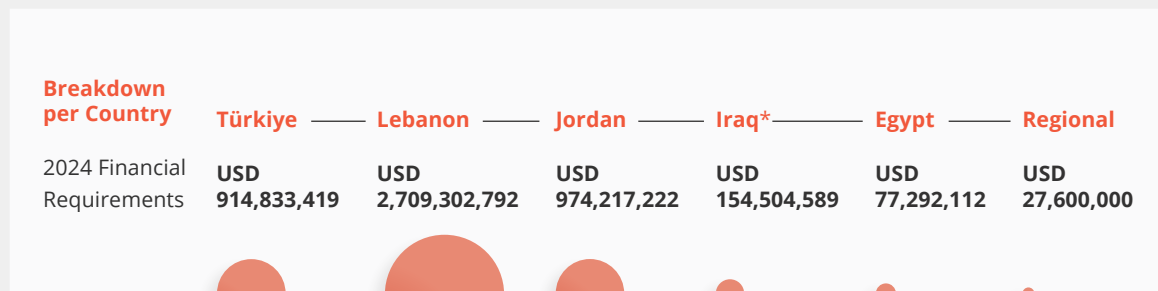 Breakdown
per Country
Türkiye
Lebanon
Jordan
Iraq*
Egypt
Regional
2024 Financial
Requirements
USD
914,833,419
USD
2,709,302,792
USD
974,217,222
USD
154,504,589
USD
77,292,112
USD
27,600,000